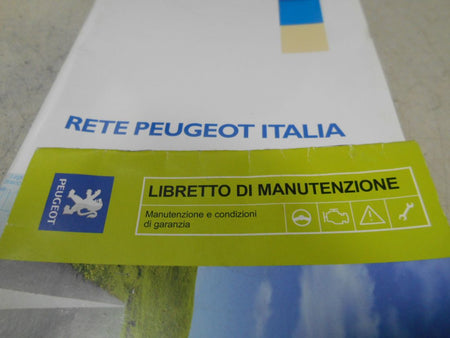 RETE PEUGEOT ITALIA
PEUGEOT
LIBRETTO DI MANUTENZIONE
Manutenzione e condizioni
di garanzia